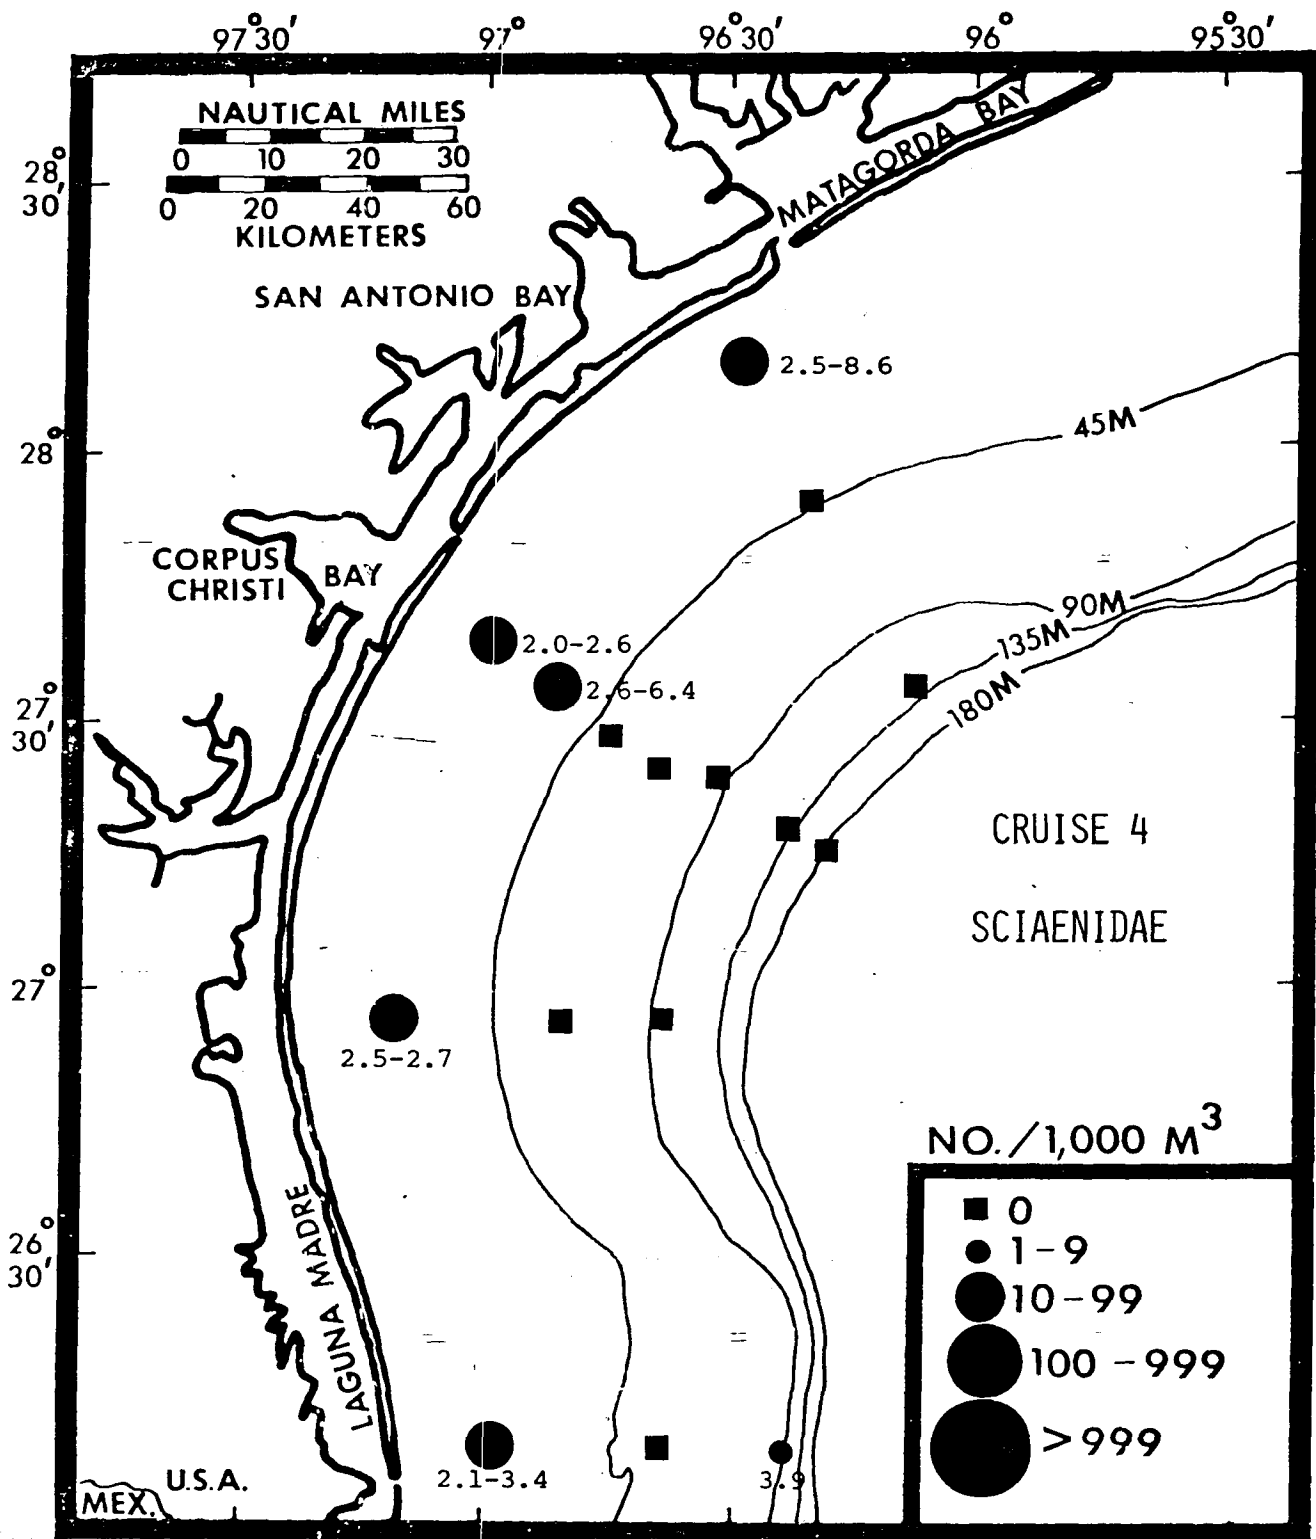 97°30′ 97° 96°30′ 96° 95°30′
NAUTICAL MILES
0 10 20 30
0 20 40 60
KILOMETERS
28°
30′
MATAGORDA BAY
SAN ANTONIO BAY
2.5-8.6
45M
28°
CORPUS
CHRISTI
BAY
90M
135M
180M
2.0-2.6
2.6-6.4
27°
30′
CRUISE 4
SCIAENIDAE
27°
2.5-2.7
NO./1,000 M³
0
1-9
10-99
100-999
>999
26°
30′
LAGUNA MADRE
2.1-3.4
3.9
U.S.A.
MEX.